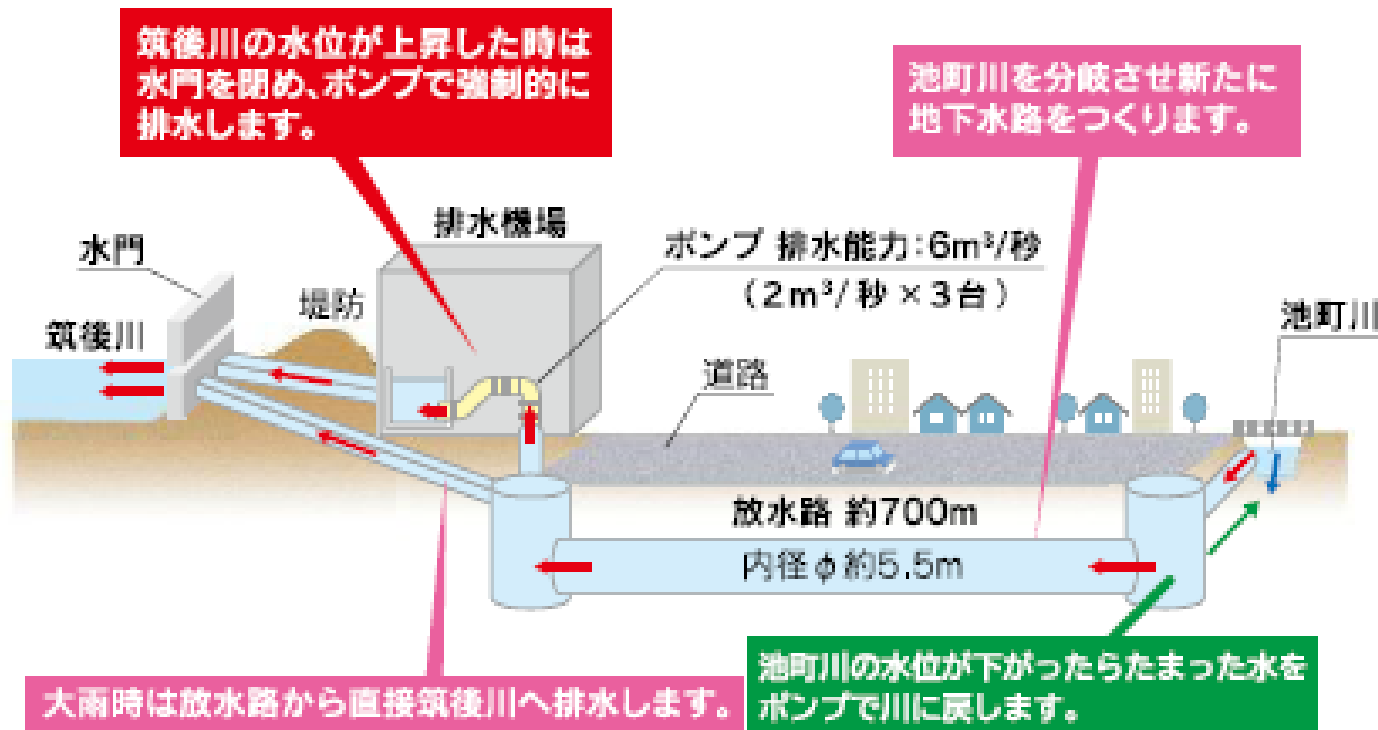 筑後川の水位が上昇した時は
水門を閉め、ポンプで強制的に
排水します。
池町川を分岐させ新たに
地下水路をつくります。
排水機場
水門
ポンプ 排水能力：6m³/秒
（2m³/秒×3台）
堤防
筑後川
池町川
道路
放水路 約700m
内径φ約5.5m
大雨時は放水路から直接筑後川へ排水します。
池町川の水位が下がったらたまった水を
ポンプで川に戻します。